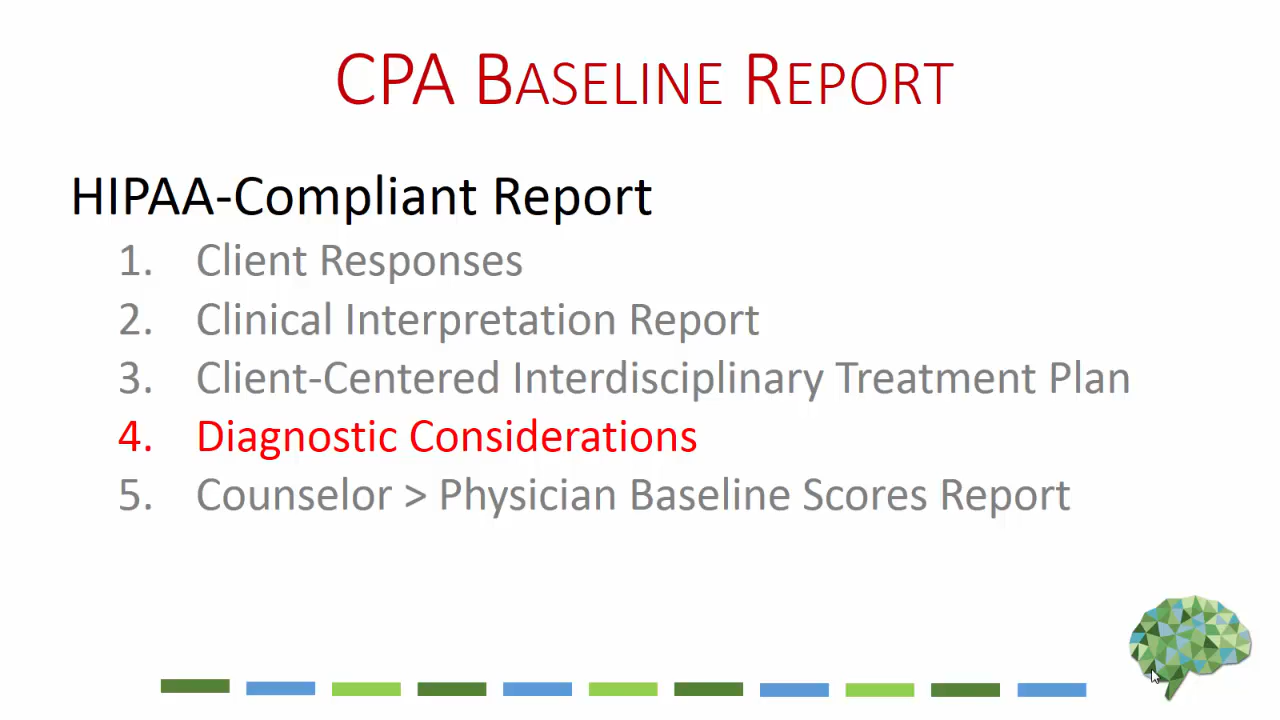 CPA BASELINE REPORT
HIPAA-Compliant Report
1. Client Responses
2. Clinical Interpretation Report
3. Client-Centered Interdisciplinary Treatment Plan
4. Diagnostic Considerations
5. Counselor > Physician Baseline Scores Report